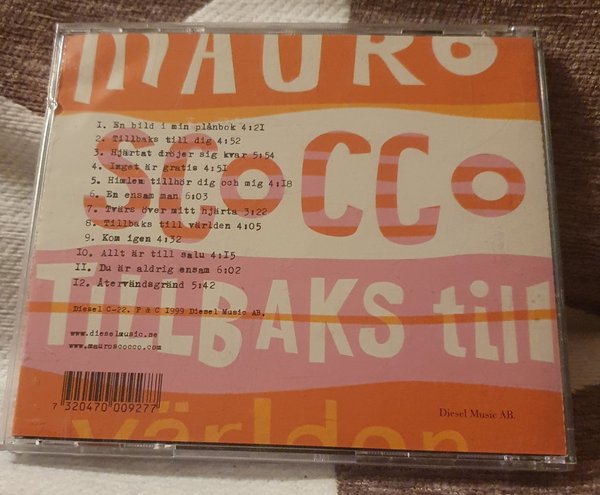 MAURO
SCOCCO
TILLBAKS till
världen
1. En bild i min plånbok 4:21
2. Tillbaks till dig 4:52
3. Hjärtat dröjer sig kvar 5:54
4. Inget är gratis 4:51
5. Himlen tillhör dig och mig 4:18
6. En ensam man 6:03
7. Tvärs över mitt hjärta 3:22
8. Tillbaks till världen 4:05
9. Kom igen 4:32
10. Allt är till salu 4:15
11. Du är aldrig ensam 6:02
12. Återvändsgränd 5:42
Diesel C-22. P & C 1999 Diesel Music AB.
www.dieselmusic.se
www.mauroscocco.com
7 320470 009277
Diesel Music AB.